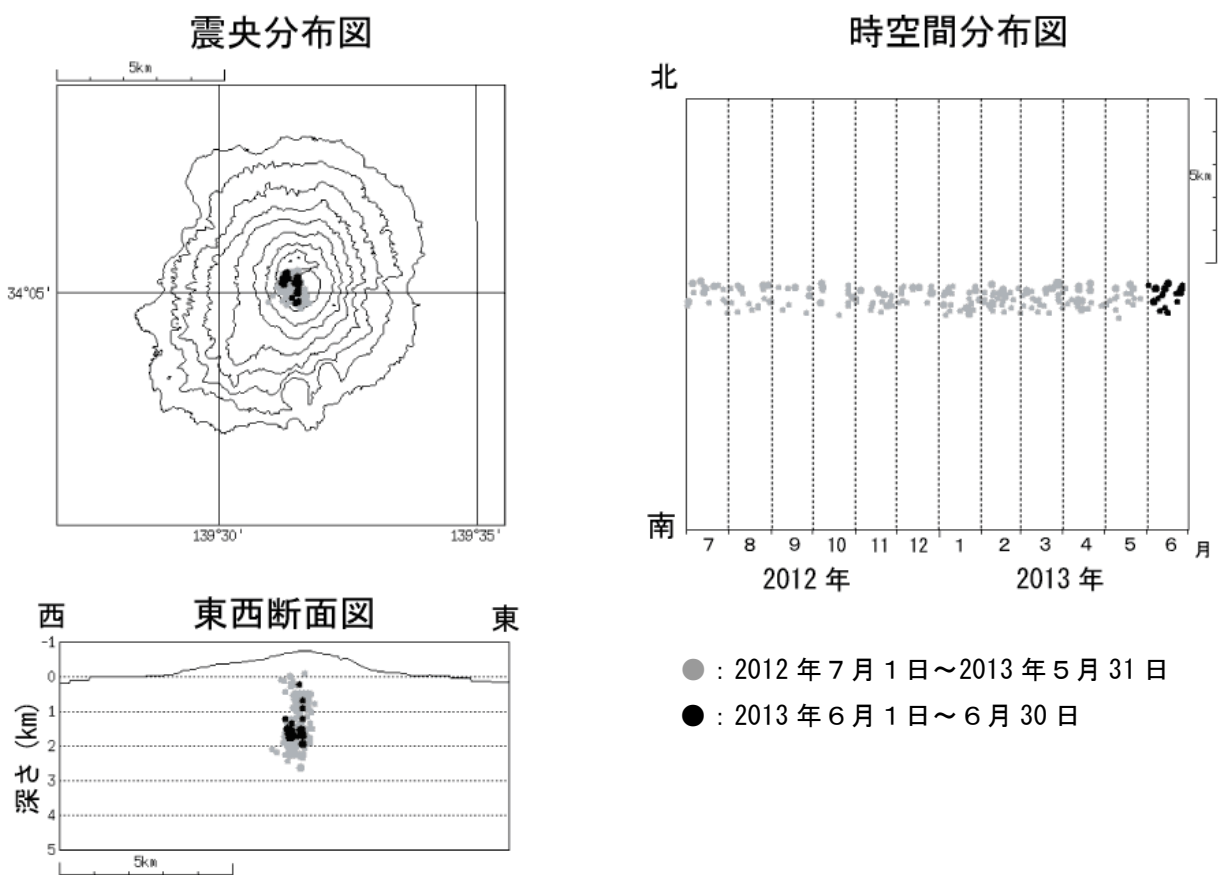 震央分布図
5km
34°05'
139°30'
139°35'
時空間分布図
北
5km
南
7 8 9 10 11 12 1 2 3 4 5 6 月
2012 年 2013 年
西 東西断面図 東
-1
0
1
2
3
4
5
深さ (km)
5km
● : 2012 年７月１日～2013 年５月 31 日
● : 2013 年６月１日～６月 30 日